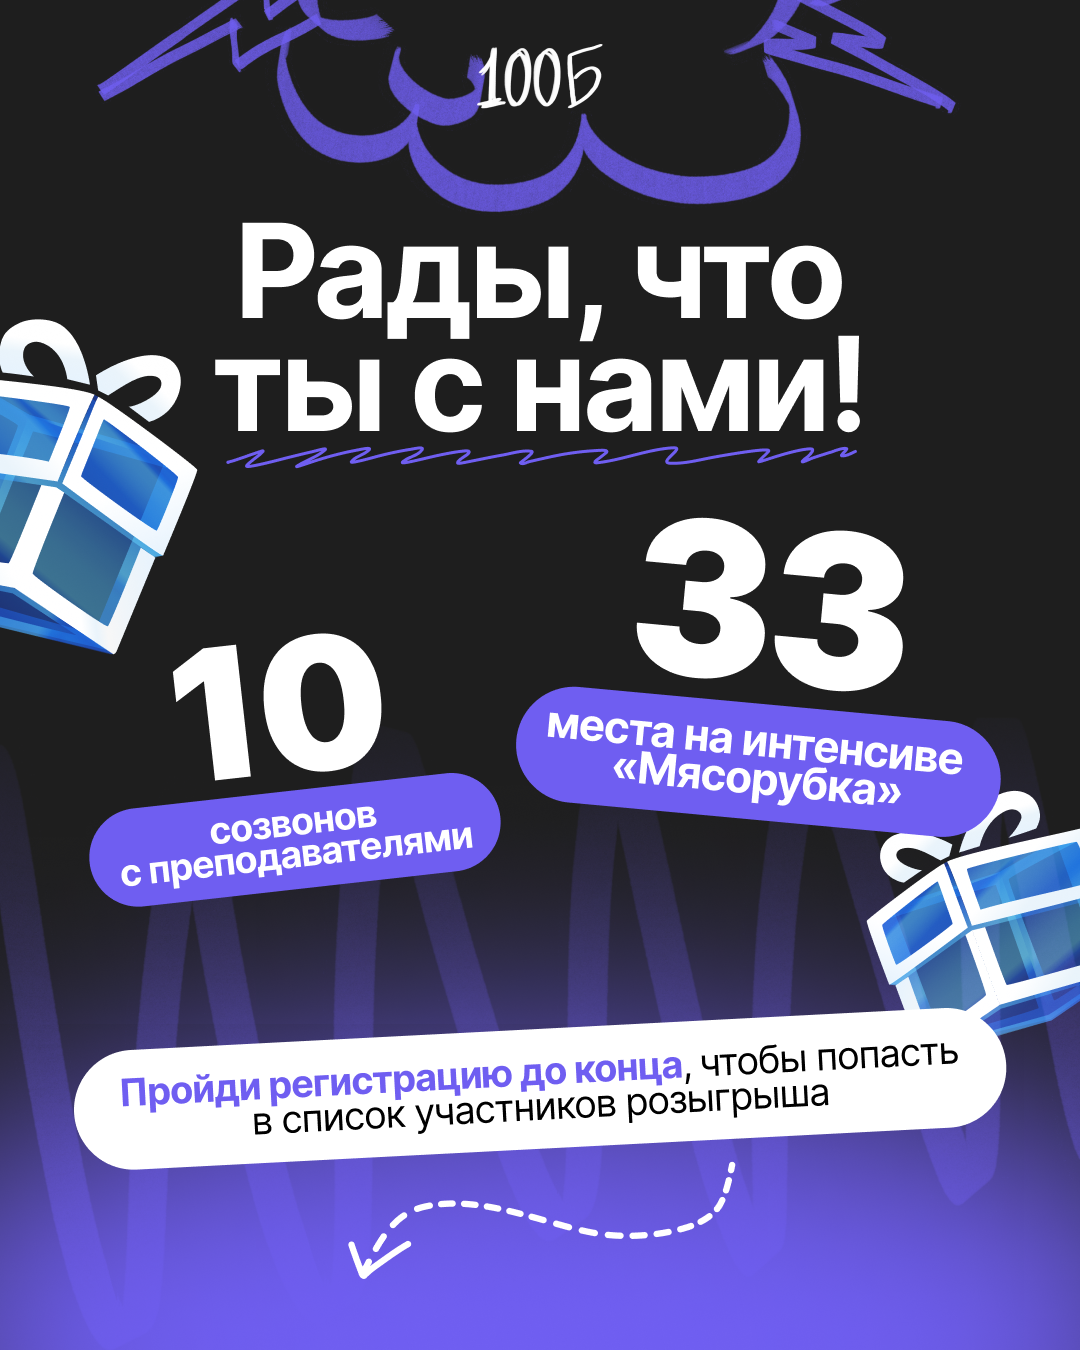 100Б
Рады, что
ты с нами!
33
места на интенсиве
«Мясорубка»
10
созвонов
с преподавателями
Пройди регистрацию до конца, чтобы попасть
в список участников розыгрыша